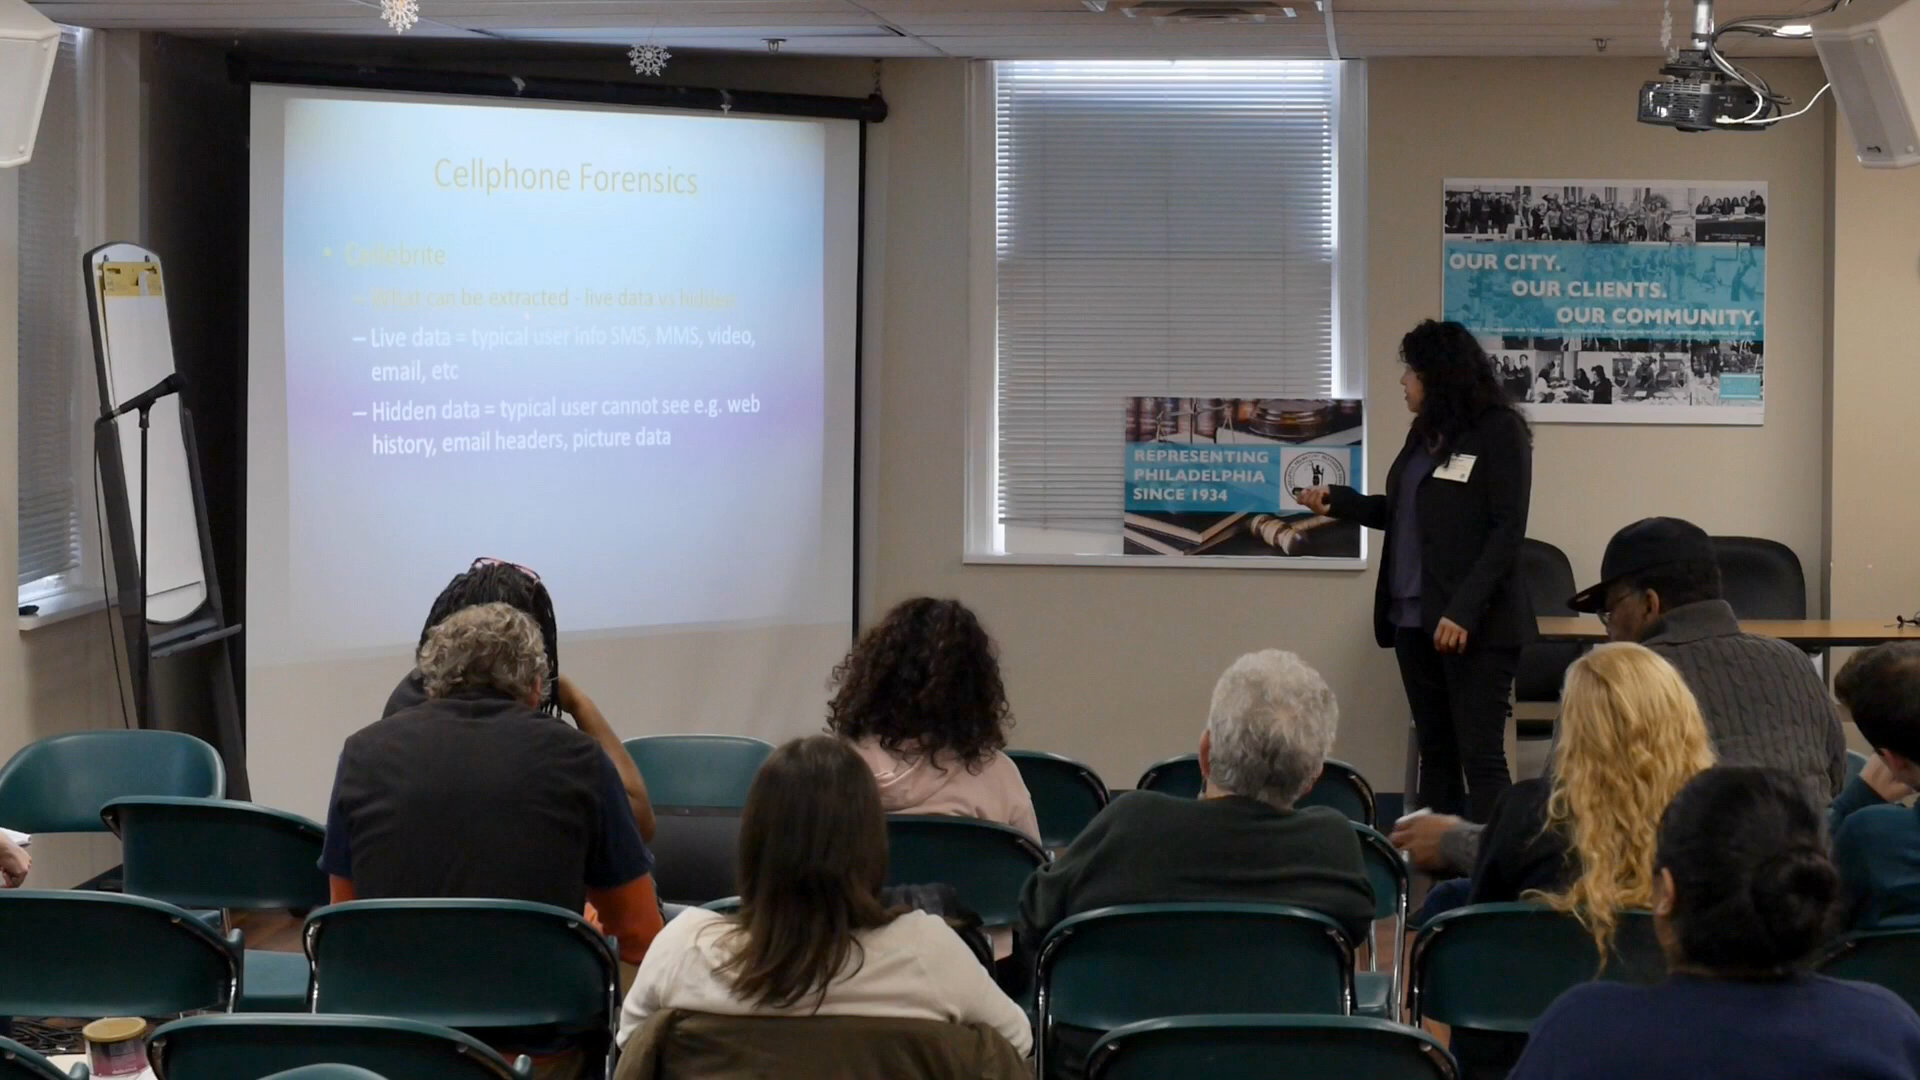 Cellphone Forensics
• Cellebrite
– What can be extracted - live data vs hidden
– Live data = typical user info SMS, MMS, video,
email, etc
– Hidden data = typical user cannot see e.g. web
history, email headers, picture data
REPRESENTING
PHILADELPHIA
SINCE 1934
OUR CITY.
OUR CLIENTS.
OUR COMMUNITY.